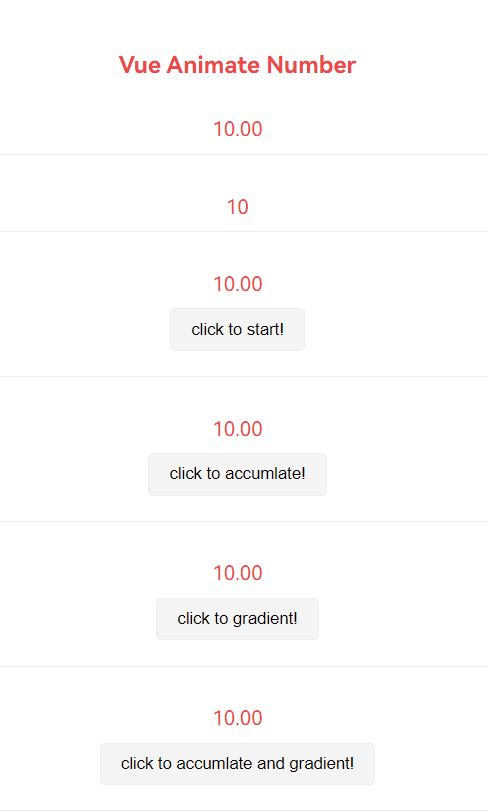 Vue Animate Number
10.00
10
10.00
click to start!
10.00
click to accumlate!
10.00
click to gradient!
10.00
click to accumlate and gradient!